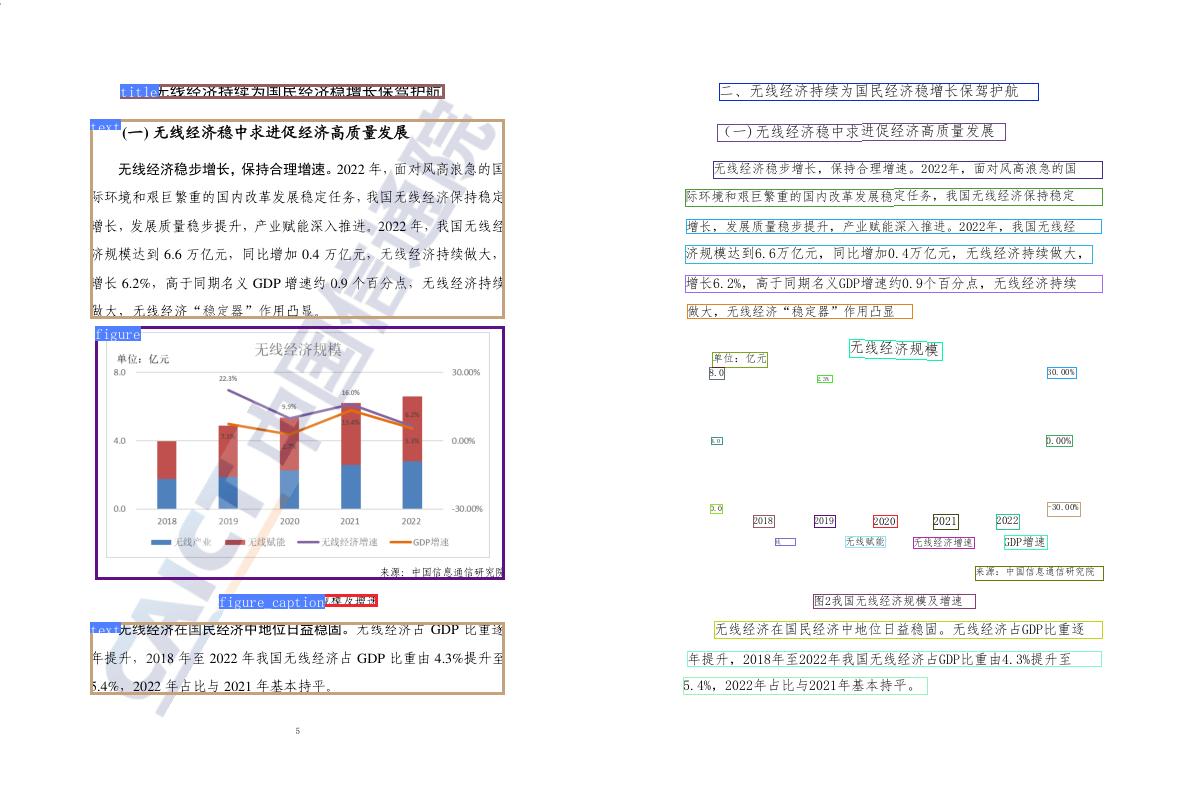 title 无线经济持续为国民经济稳增长保驾护航
text
(一) 无线经济稳中求进促经济高质量发展
无线经济稳步增长，保持合理增速。2022 年，面对风高浪急的国
际环境和艰巨繁重的国内改革发展稳定任务，我国无线经济保持稳定
增长，发展质量稳步提升，产业赋能深入推进。2022 年，我国无线经
济规模达到 6.6 万亿元，同比增加 0.4 万亿元，无线经济持续做大，
增长 6.2%，高于同期名义 GDP 增速约 0.9 个百分点，无线经济持续
做大，无线经济“稳定器”作用凸显。
figure
无线经济规模
单位：亿元
8.0 30.00%
22.3%
9.9% 16.0%
6.2%
7.3% 2.7% 13.4% 5.3%
4.0 0.00%
0.0 -30.00%
2018 2019 2020 2021 2022
无线产业 无线赋能 无线经济增速 GDP增速
来源：中国信息通信研究院
figure_caption 模及增速
text 无线经济在国民经济中地位日益稳固。无线经济占 GDP 比重逐
年提升，2018 年至 2022 年我国无线经济占 GDP 比重由 4.3%提升至
5.4%，2022 年占比与 2021 年基本持平。
5
CAICT 中国信通院
二、无线经济持续为国民经济稳增长保驾护航
(一)无线经济稳中求进促经济高质量发展
无线经济稳步增长，保持合理增速。2022年，面对风高浪急的国
际环境和艰巨繁重的国内改革发展稳定任务，我国无线经济保持稳定
增长，发展质量稳步提升，产业赋能深入推进。2022年，我国无线经
济规模达到6.6万亿元，同比增加0.4万亿元，无线经济持续做大，
增长6.2%，高于同期名义GDP增速约0.9个百分点，无线经济持续
做大，无线经济“稳定器”作用凸显
无线经济规模
单位：亿元
8.0 30.00%
0.00%
-30.00%
2018 2019 2020 2021 2022
无线赋能 无线经济增速 GDP增速
来源：中国信息通信研究院
图2我国无线经济规模及增速
无线经济在国民经济中地位日益稳固。无线经济占GDP比重逐
年提升，2018年至2022年我国无线经济占GDP比重由4.3%提升至
5.4%，2022年占比与2021年基本持平。